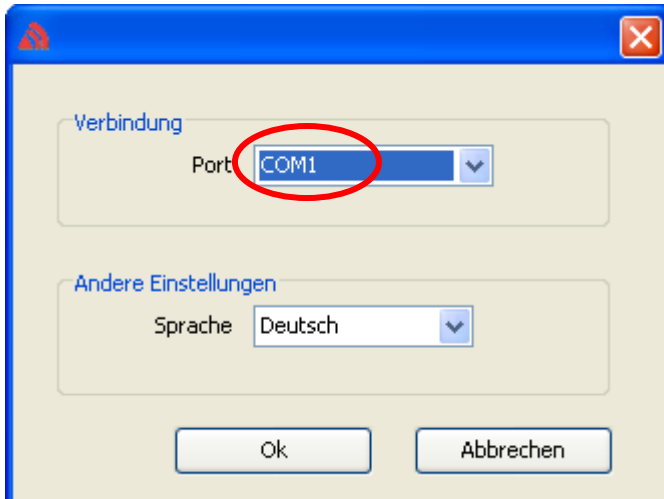 Verbindung
Port COM1
Andere Einstellungen
Sprache Deutsch
Ok Abbrechen